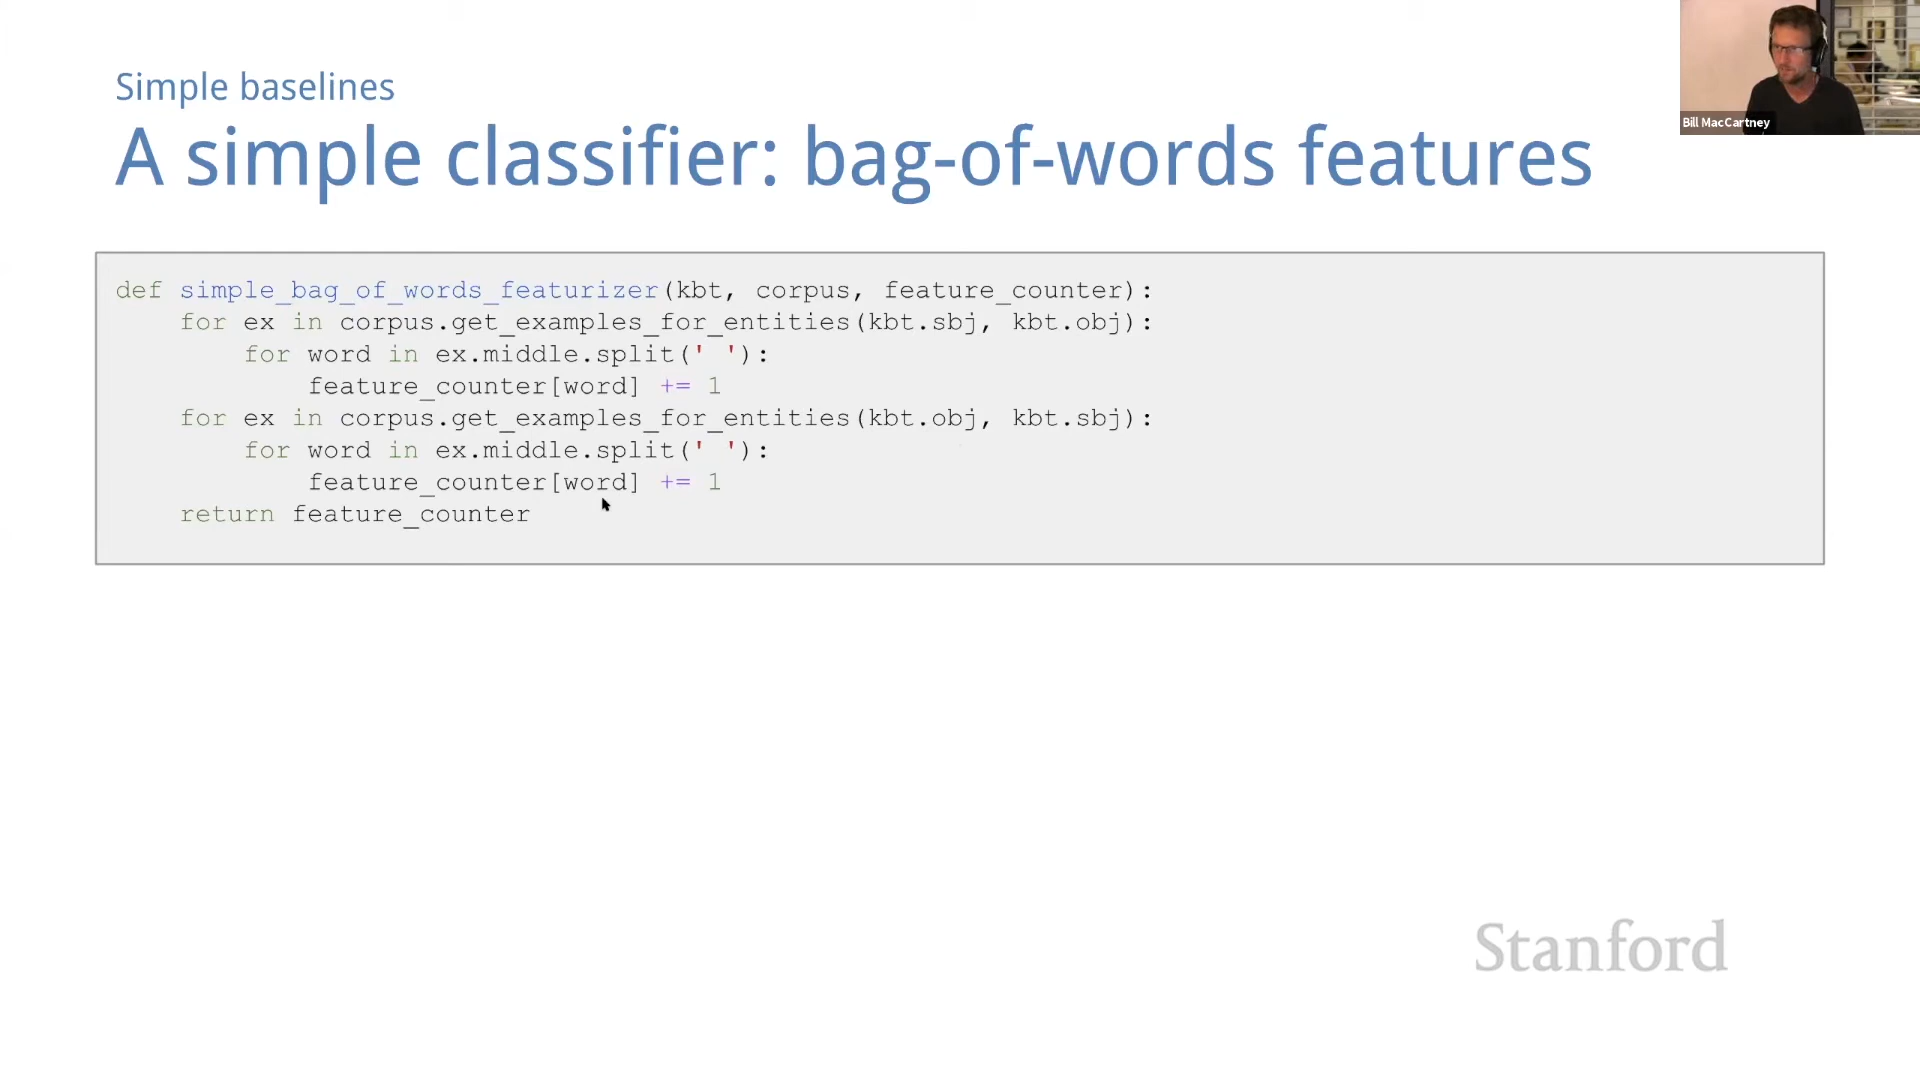 Simple baselines
A simple classifier: bag-of-words features
Bill MacCartney
def simple_bag_of_words_featurizer(kbt, corpus, feature_counter):
    for ex in corpus.get_examples_for_entities(kbt.sbj, kbt.obj):
        for word in ex.middle.split(' '):
            feature_counter[word] += 1
    for ex in corpus.get_examples_for_entities(kbt.obj, kbt.sbj):
        for word in ex.middle.split(' '):
            feature_counter[word] += 1
    return feature_counter
Stanford